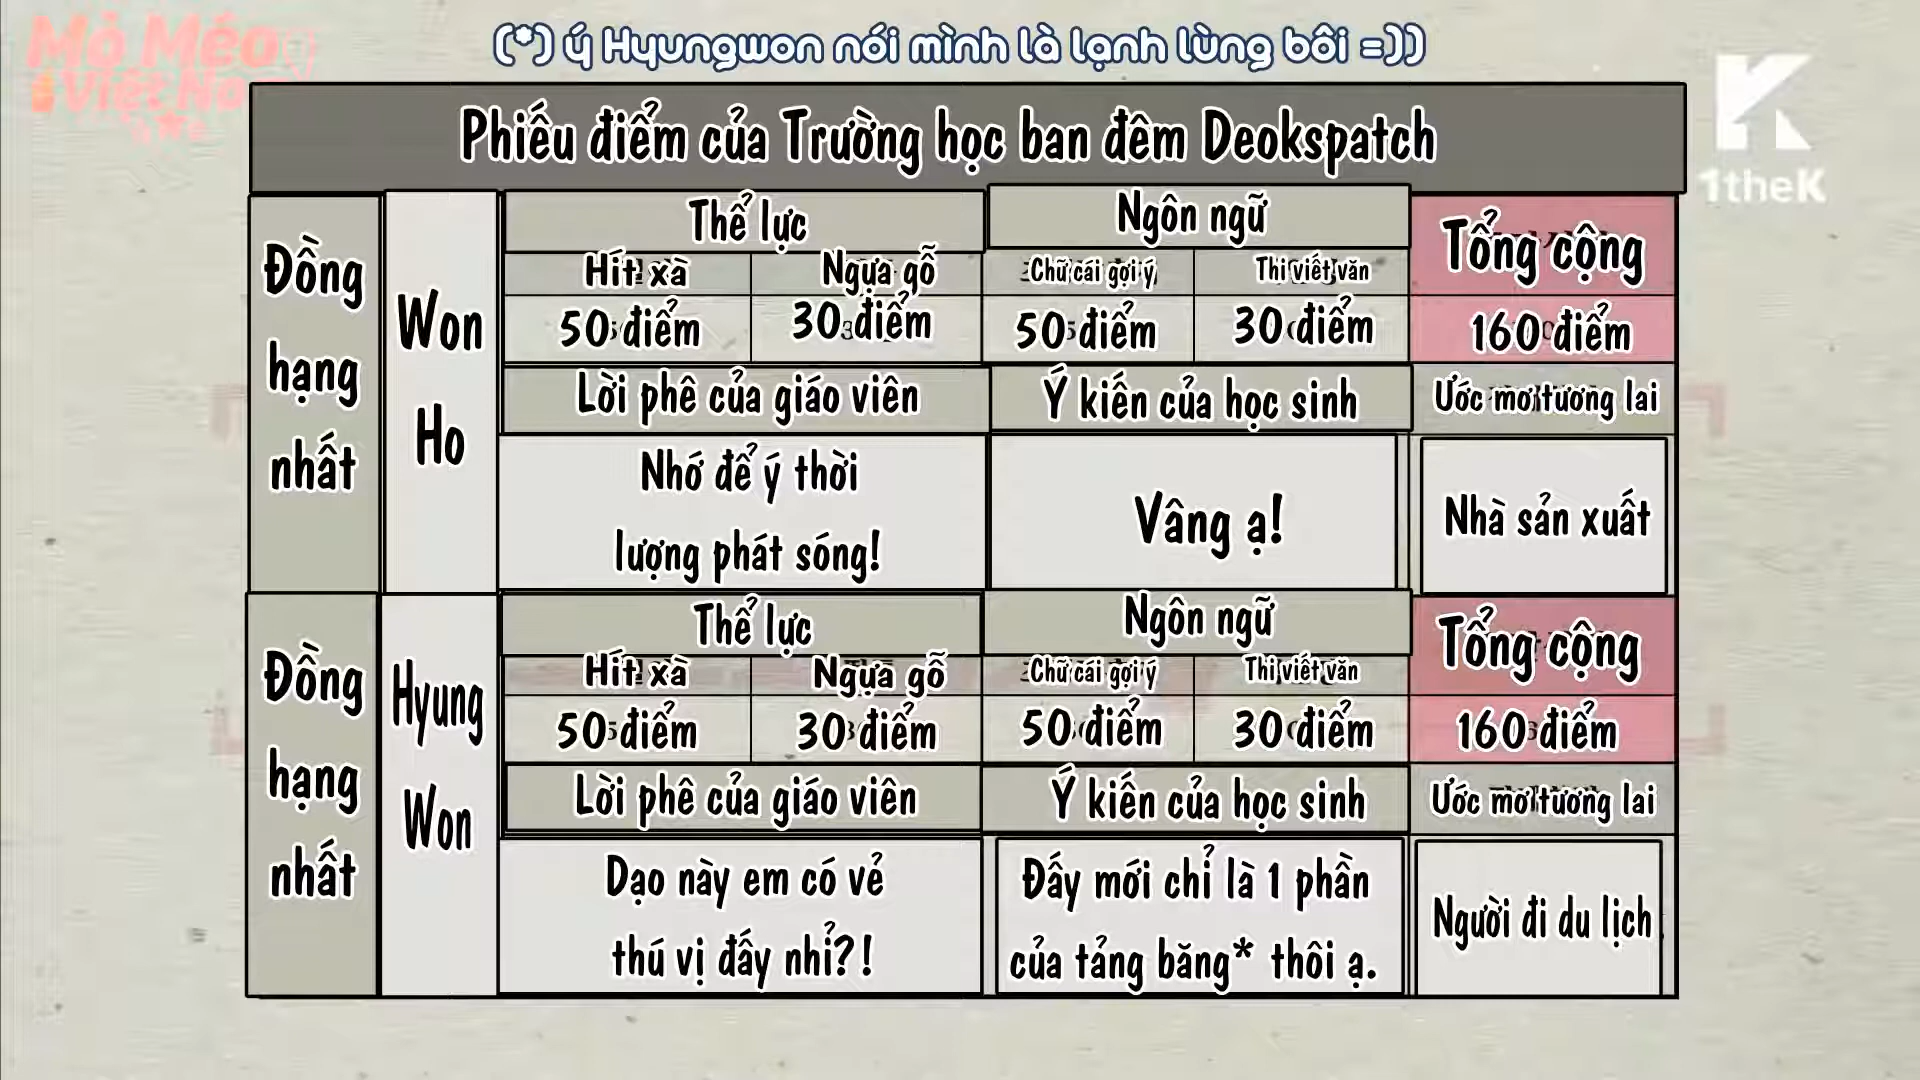 Mỏ Méo
Việt Na
(*) ý Hyungwon nói mình là lạnh lùng bôi =))
1theK
Phiếu điểm của Trường học ban đêm Deokspatch
Đồng
hạng
nhất
Won
Ho
Thể lực
Ngôn ngữ
Tổng cộng
Hít xà
Ngựa gỗ
Chữ cái gợi ý
Thi viết văn
50 điểm
30 điểm
50 điểm
30 điểm
160 điểm
Lời phê của giáo viên
Ý kiến của học sinh
Ước mơ tương lai
Nhớ để ý thời
lượng phát sóng!
Vâng ạ!
Nhà sản xuất
Đồng
hạng
nhất
Hyung
Won
Thể lực
Ngôn ngữ
Tổng cộng
Hít xà
Ngựa gỗ
Chữ cái gợi ý
Thi viết văn
50 điểm
30 điểm
50 điểm
30 điểm
160 điểm
Lời phê của giáo viên
Ý kiến của học sinh
Ước mơ tương lai
Dạo này em có vẻ
thú vị đấy nhỉ?!
Đấy mới chỉ là 1 phần
của tảng băng* thôi ạ.
Người đi du lịch